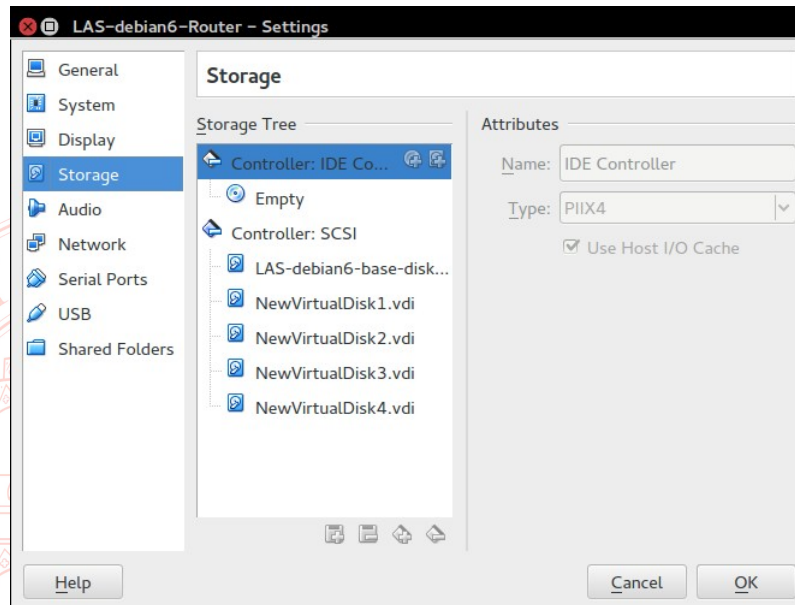 LAS-debian6-Router - Settings
General
System
Display
Storage
Audio
Network
Serial Ports
USB
Shared Folders
Storage
Storage Tree
Controller: IDE Co...
Empty
Controller: SCSI
LAS-debian6-base-disk...
NewVirtualDisk1.vdi
NewVirtualDisk2.vdi
NewVirtualDisk3.vdi
NewVirtualDisk4.vdi
Attributes
Name: IDE Controller
Type: PIIX4
Use Host I/O Cache
Help
Cancel
OK